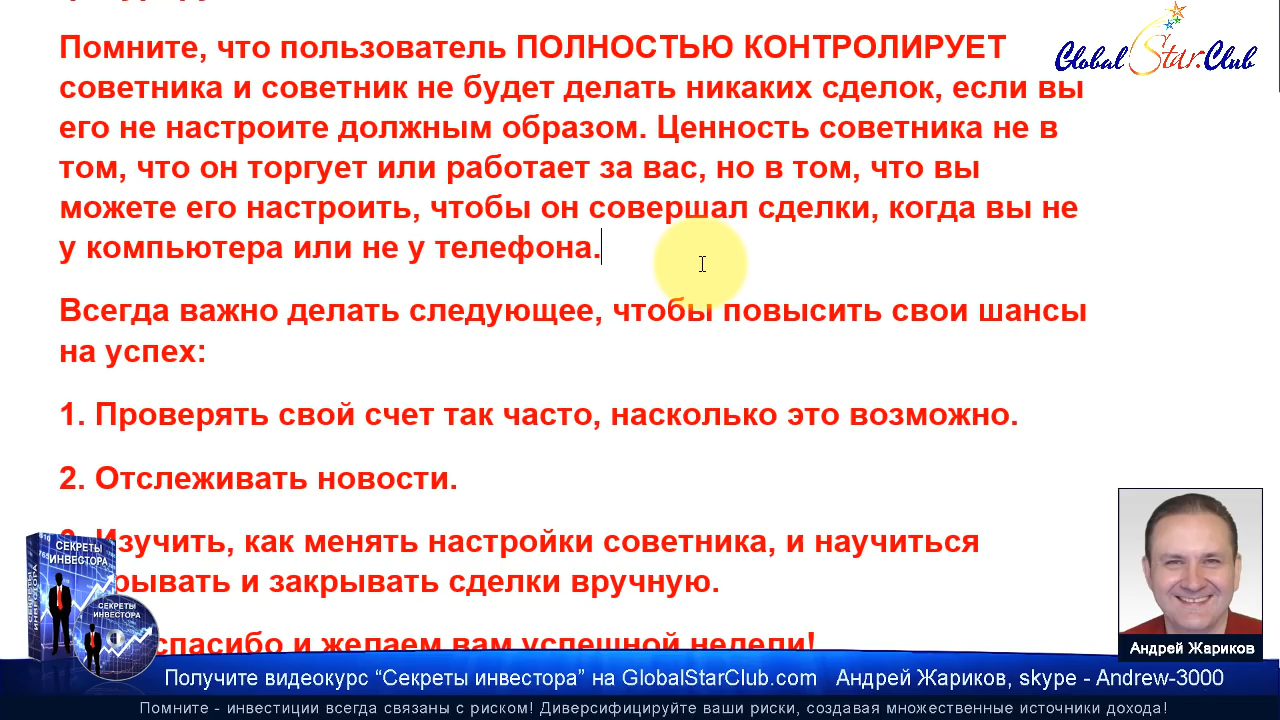 Помните, что пользователь ПОЛНОСТЬЮ КОНТРОЛИРУЕТ
советника и советник не будет делать никаких сделок, если вы
его не настроите должным образом. Ценность советника не в
том, что он торгует или работает за вас, но в том, что вы
можете его настроить, чтобы он совершал сделки, когда вы не
у компьютера или не у телефона.
Всегда важно делать следующее, чтобы повысить свои шансы
на успех:
1. Проверять свой счет так часто, насколько это возможно.
2. Отслеживать новости.
Изучить, как менять настройки советника, и научиться
рывать и закрывать сделки вручную.
спасибо и желаем вам успешной недели!
Global Star.Club
СЕКРЕТЫ
ИНВЕСТОРА
СЕКРЕТЫ
ИНВЕСТОРА
Андрей Жариков
Получите видеокурс “Секреты инвестора” на GlobalStarClub.com Андрей Жариков, skype - Andrew-3000
Помните - инвестиции всегда связаны с риском! Диверсифицируйте ваши риски, создавая множественные источники дохода!